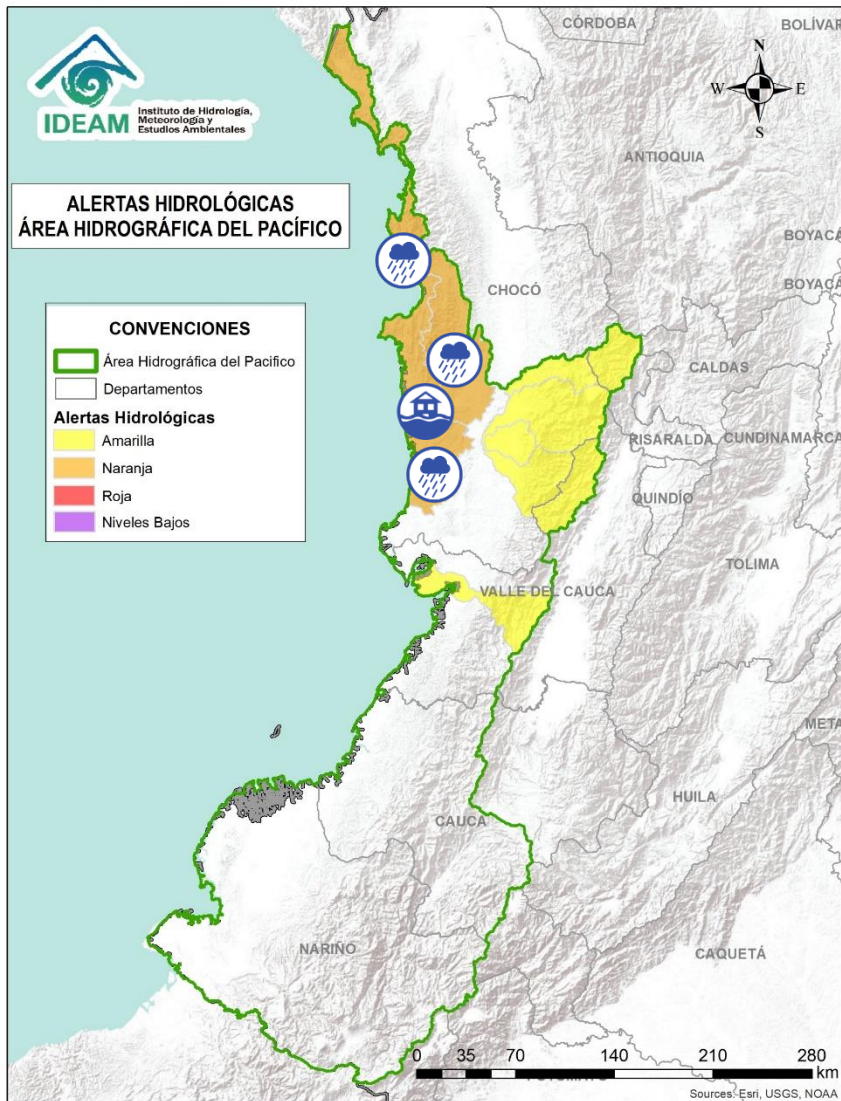 CÓRDOBA
BOLÍVAR
N
W
E
S
IDEAM
Instituto de Hidrología,
Meteorología y
Estudios Ambientales
ANTIOQUIA
ALERTAS HIDROLÓGICAS
ÁREA HIDROGRÁFICA DEL PACÍFICO
BOYACÁ
BOYACÁ
CHOCÓ
CONVENCIONES
Área Hidrográfica del Pacifico
Departamentos
Alertas Hidrológicas
Amarilla
Naranja
Roja
Niveles Bajos
CALDAS
RISARALDA
CUNDINAMARCA
QUINDÍO
TOLIMA
VALLE DEL CAUCA
META
HUILA
CAUCA
NARIÑO
CAQUETÁ
0 35 70 140 210 280
km
Sources: Esri, USGS, NOAA